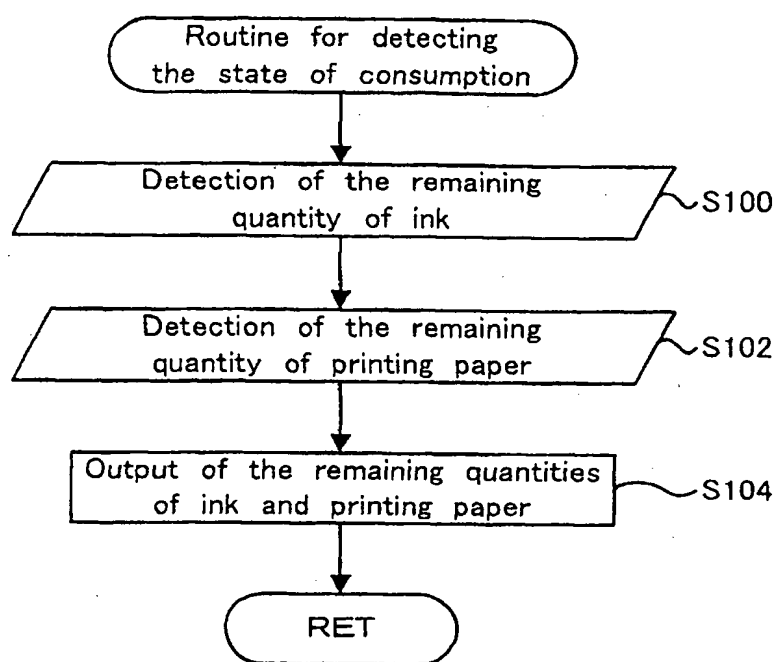 Routine for detecting
the state of consumption
Detection of the remaining
quantity of ink
S100
Detection of the remaining
quantity of printing paper
S102
Output of the remaining quantities
of ink and printing paper
S104
RET